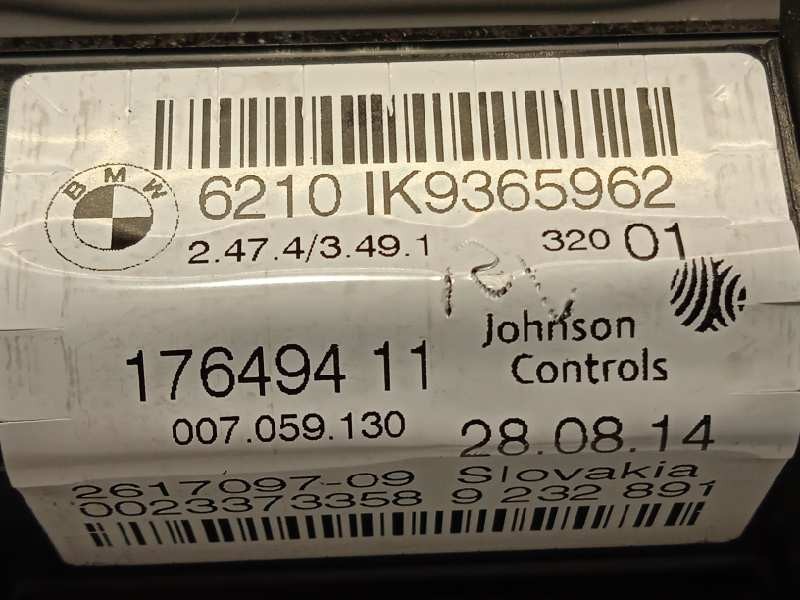 BMW
6210 IK9365962
2.47.4/3.49.1 320 01
Johnson
Controls
176494 11
007.059.130
28.08.14
2617097-09 Slovakia
0023373358 9 232 891